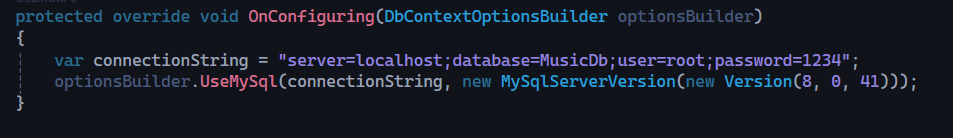 protected override void OnConfiguring(DbContextOptionsBuilder optionsBuilder)
{
    var connectionString = "server=localhost;database=MusicDb;user=root;password=1234";
    optionsBuilder.UseMySql(connectionString, new MySqlServerVersion(new Version(8, 0, 41)));
}